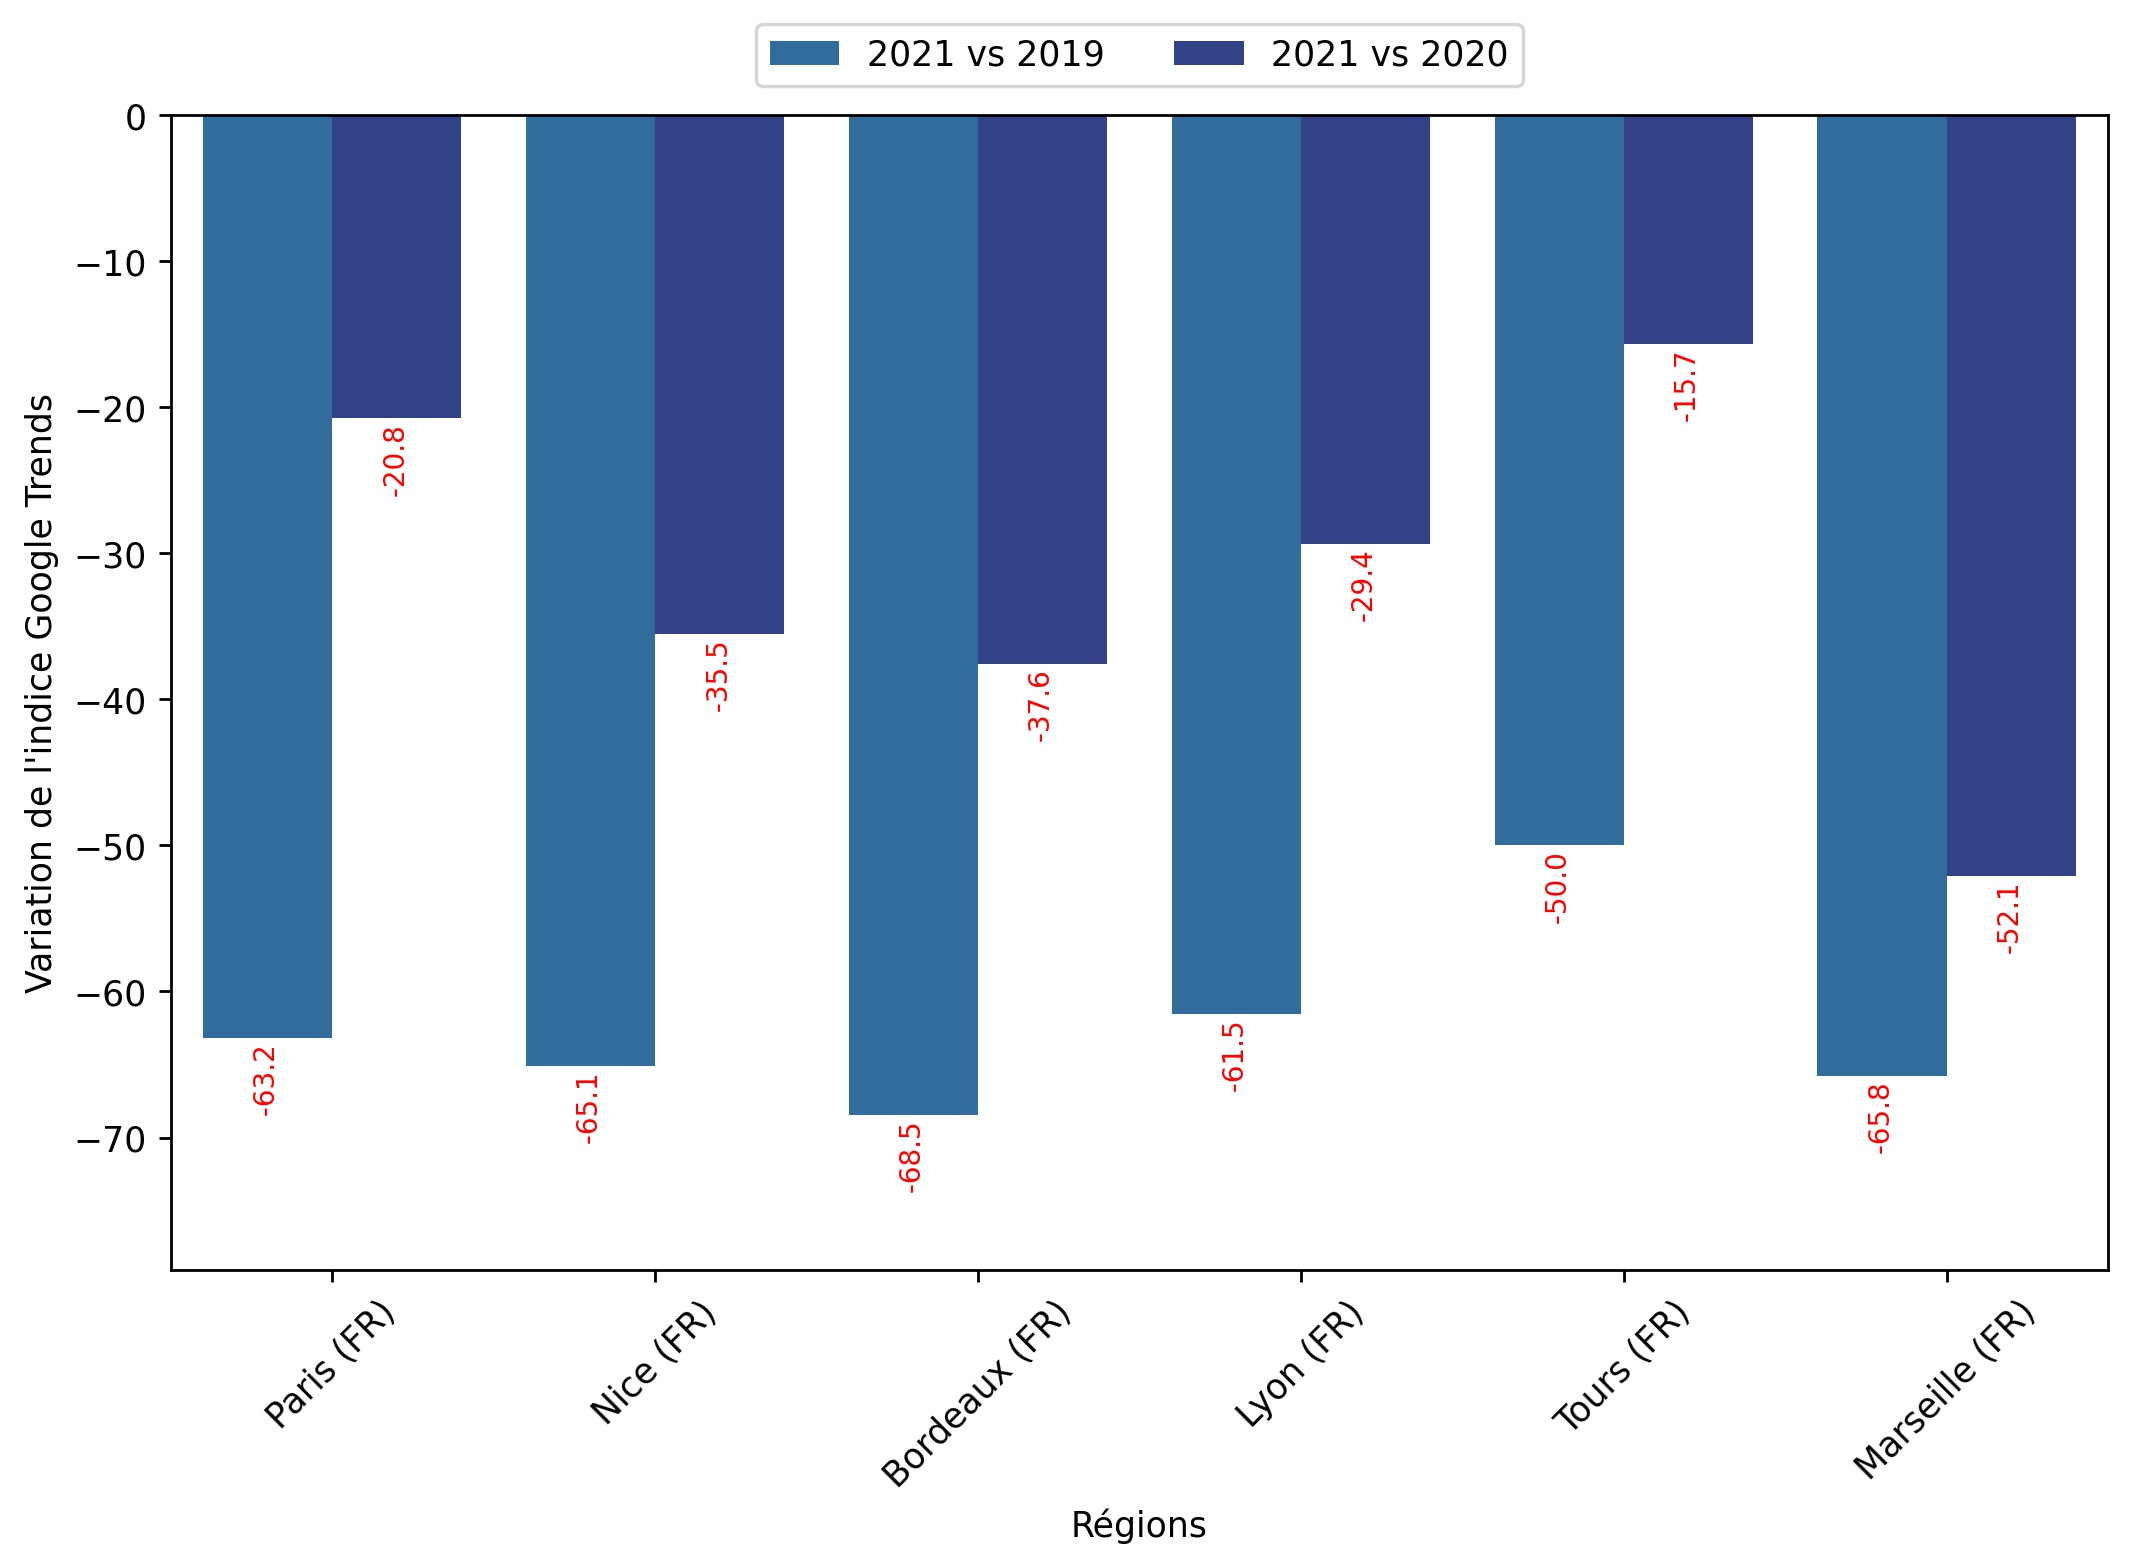 2021 vs 2019
2021 vs 2020
Variation de l'indice Google Trends
0
−10
−20
−30
−40
−50
−60
−70
-63.2
-20.8
-65.1
-35.5
-68.5
-37.6
-61.5
-29.4
-50.0
-15.7
-65.8
-52.1
Paris (FR)
Nice (FR)
Bordeaux (FR)
Lyon (FR)
Tours (FR)
Marseille (FR)
Régions